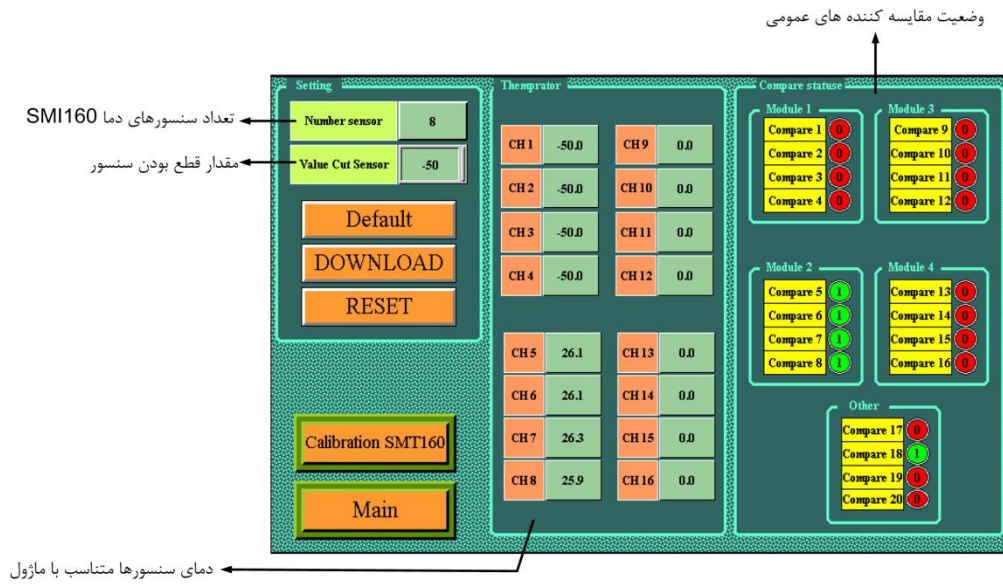 وضعیت مقایسه کننده های عمومی
تعداد سنسورهای دما SMI160
مقدار قطع بودن سنسور
Setting
Number sensor 8
Value Cut Sensor -50
Default
DOWNLOAD
RESET
Calibration SMT160
Main
Themprator
CH 1 -50.0 CH 9 0.0
CH 2 -50.0 CH 10 0.0
CH 3 -50.0 CH 11 0.0
CH 4 -50.0 CH 12 0.0
CH 5 26.1 CH 13 0.0
CH 6 26.1 CH 14 0.0
CH 7 26.3 CH 15 0.0
CH 8 25.9 CH 16 0.0
Compare statuse
Module 1
Compare 1 0
Compare 2 0
Compare 3 0
Compare 4 0
Module 3
Compare 9 0
Compare 10 0
Compare 11 0
Compare 12 0
Module 2
Compare 5 1
Compare 6 1
Compare 7 1
Compare 8 1
Module 4
Compare 13 0
Compare 14 0
Compare 15 0
Compare 16 0
Other
Compare 17 0
Compare 18 1
Compare 19 0
Compare 20 0
دمای سنسورها متناسب با ماژول